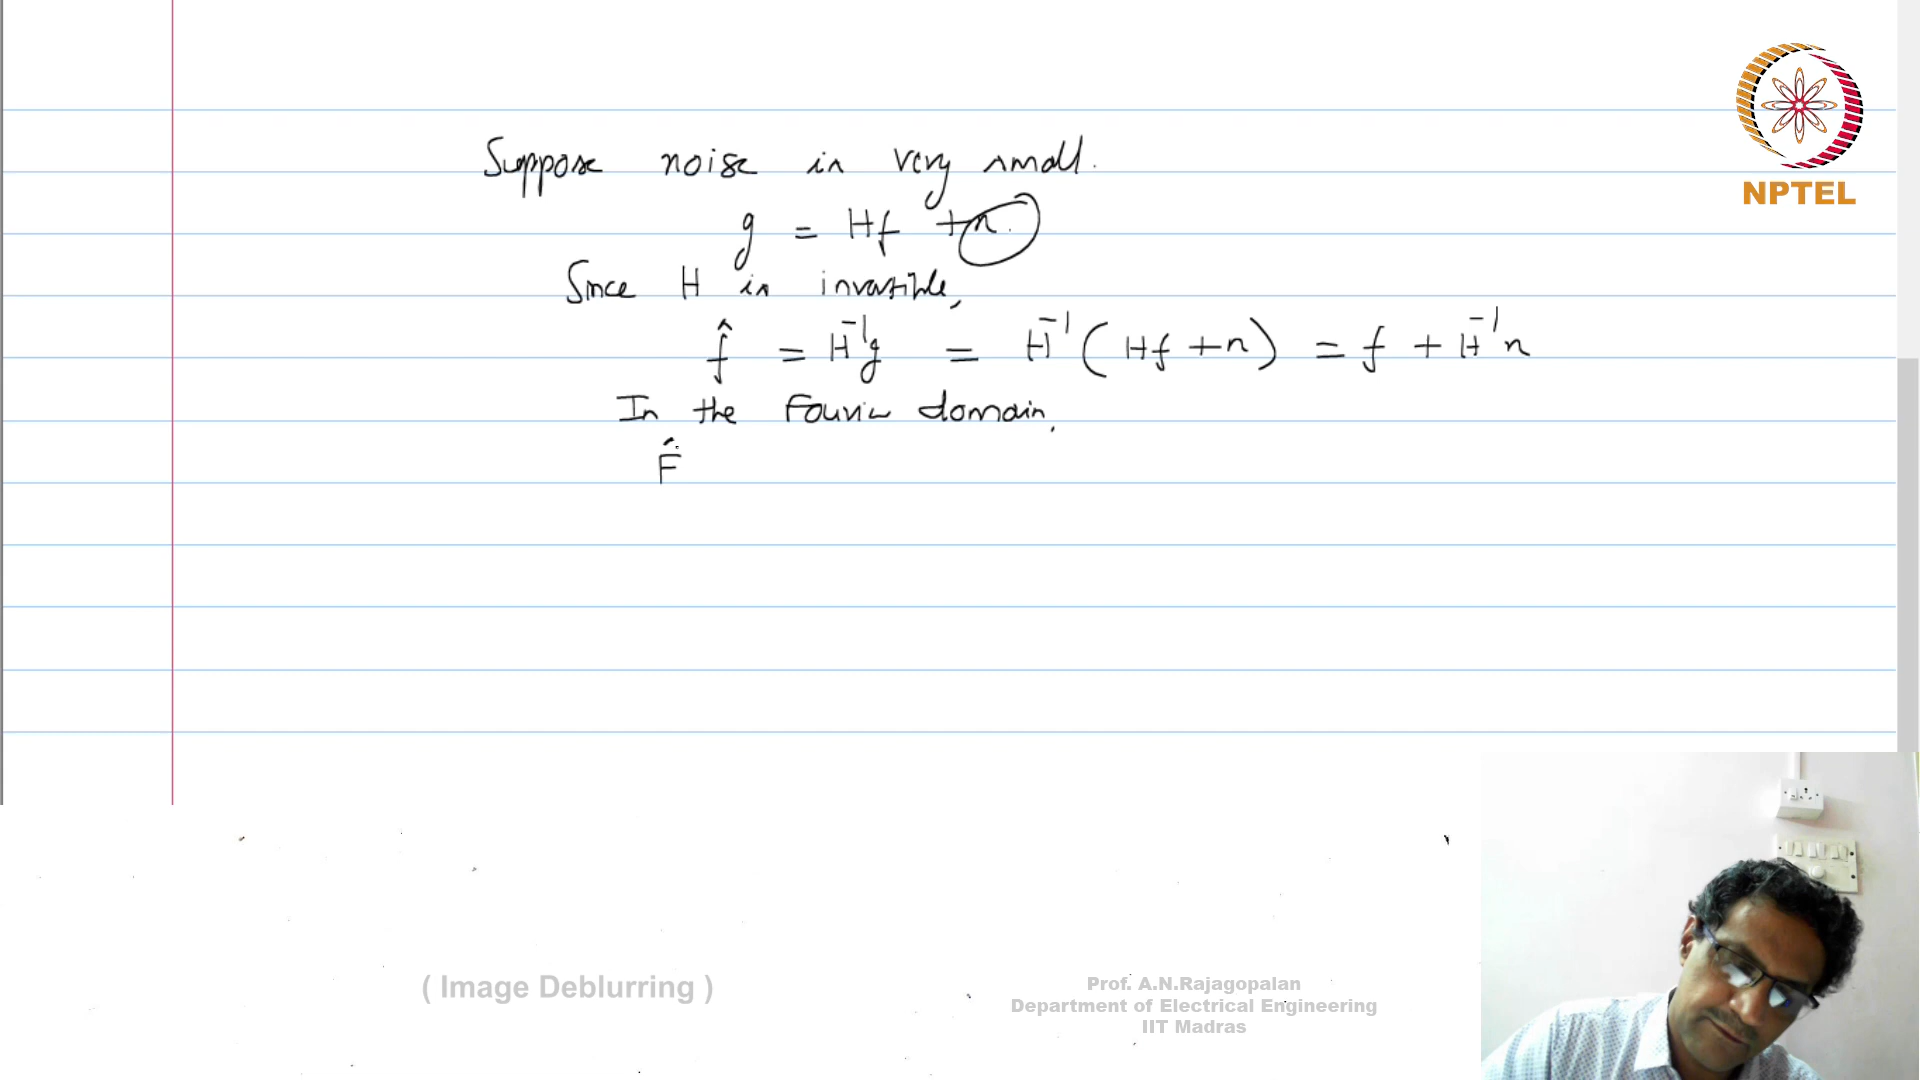 Suppose noise is very small.
g = Hf + n.
Since H is invertible,
f̂ = H⁻¹g = H⁻¹(Hf + n) = f + H⁻¹n
In the Fourier domain,
F̂
NPTEL
( Image Deblurring )
Prof. A.N.Rajagopalan
Department of Electrical Engineering
IIT Madras